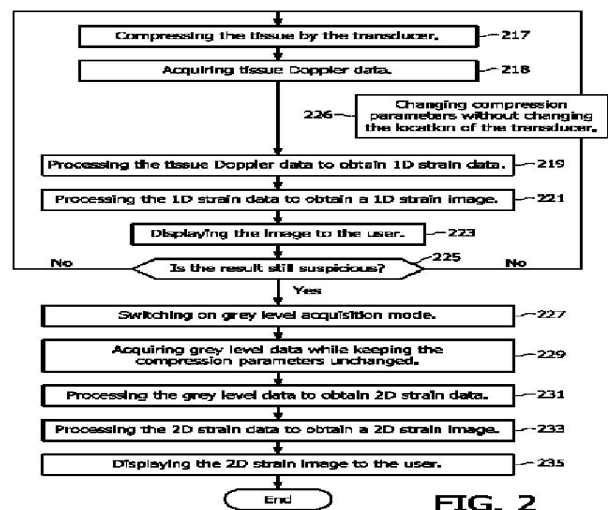 Compressing the tissue by the transducer.
217
Acquiring tissue Doppler data.
218
226
Changing compression
parameters without changing
the location of the transducer.
Processing the tissue Doppler data to obtain 1D strain data.
219
Processing the 1D strain data to obtain a 1D strain image.
221
Displaying the image to the user.
223
No
Is the result still suspicious?
225
No
Yes
Switching on grey level acquisition mode.
227
Acquiring grey level data while keeping the
compression parameters unchanged.
229
Processing the grey level data to obtain 2D strain data.
231
Processing the 2D strain data to obtain a 2D strain image.
233
Displaying the 2D strain image to the user.
235
End
FIG. 2